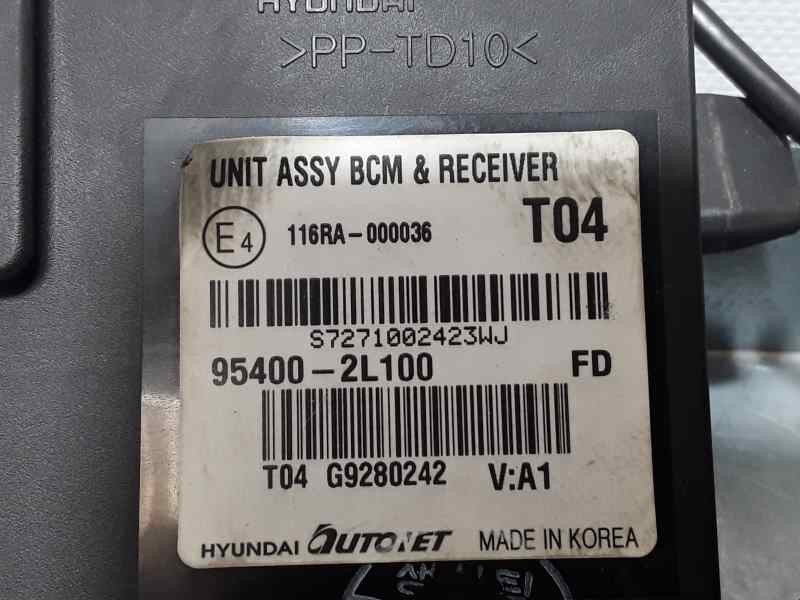 HYUNDAI
>PP-TD10<
UNIT ASSY BCM & RECEIVER
E4 116RA-000036 T04
S7271002423WJ
95400-2L100 FD
T04 G9280242 V:A1
HYUNDAI AUTONET MADE IN KOREA